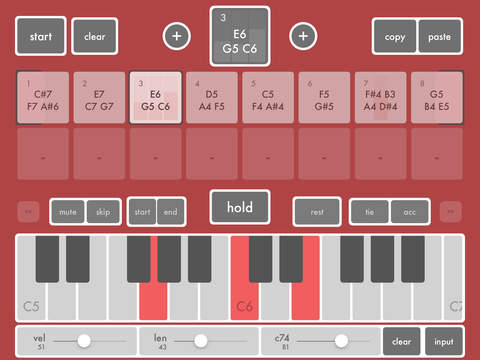 start
clear
+
3
E6
G5 C6
+
copy
paste
1
C#7
F7 A#6
2
E7
C7 G7
3
E6
G5 C6
4
D5
A4 F5
5
C5
F4 A#4
6
F5
G#5
7
F#4 B3
A4 D#4
8
G5
B4 E5
-
-
-
-
-
-
-
-
<<
mute
skip
start
end
hold
rest
tie
acc
>>
C5
C6
C7
vel
51
len
43
c74
81
clear
input